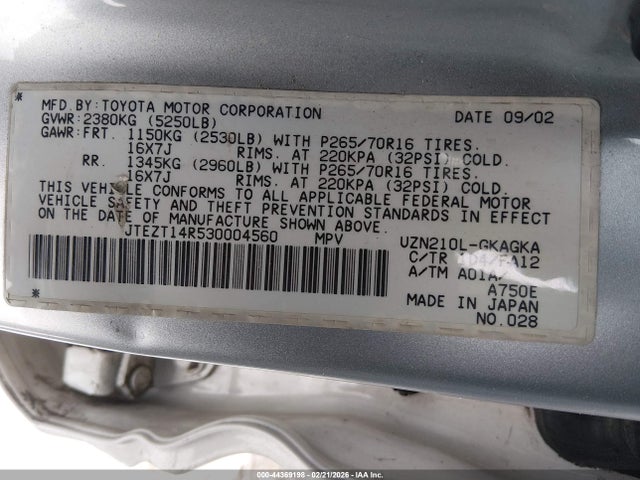 MFD.BY:TOYOTA MOTOR CORPORATION DATE 09/02
GVWR:2380KG (5250LB)
GAWR:FRT. 1150KG (2530LB) WITH P265/70R16 TIRES.
16X7J RIMS. AT 220KPA (32PSI) COLD.
RR. 1345KG (2960LB) WITH P265/70R16 TIRES.
16X7J RIMS. AT 220KPA (32PSI) COLD.
THIS VEHICLE CONFORMS TO ALL APPLICABLE FEDERAL MOTOR
VEHICLE SAFETY AND THEFT PREVENTION STANDARDS IN EFFECT
ON THE DATE OF MANUFACTURE SHOWN ABOVE.
*JTEZT14R530004560* MPV UZN210L-GKAGKA
C/TR 1D4/FA12
A/TM A01A/
A750E
MADE IN JAPAN
NO.028
000-44369198 - 02/21/2026 - IAA Inc.